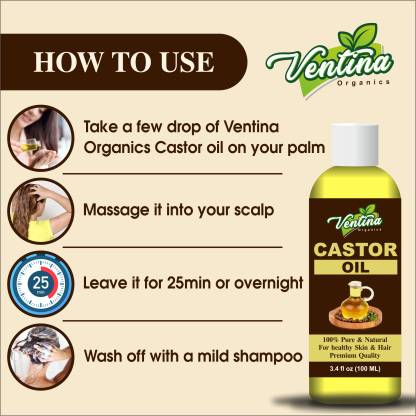 HOW TO USE
Ventina
Organics
Take a few drop of Ventina
Organics Castor oil on your palm
Massage it into your scalp
25
min
Leave it for 25min or overnight
Wash off with a mild shampoo
Ventina
Organics
CASTOR
OIL
100% Pure & Natural
For healthy Skin & Hair
Premium Quality
3.4 fl oz (100 ML)